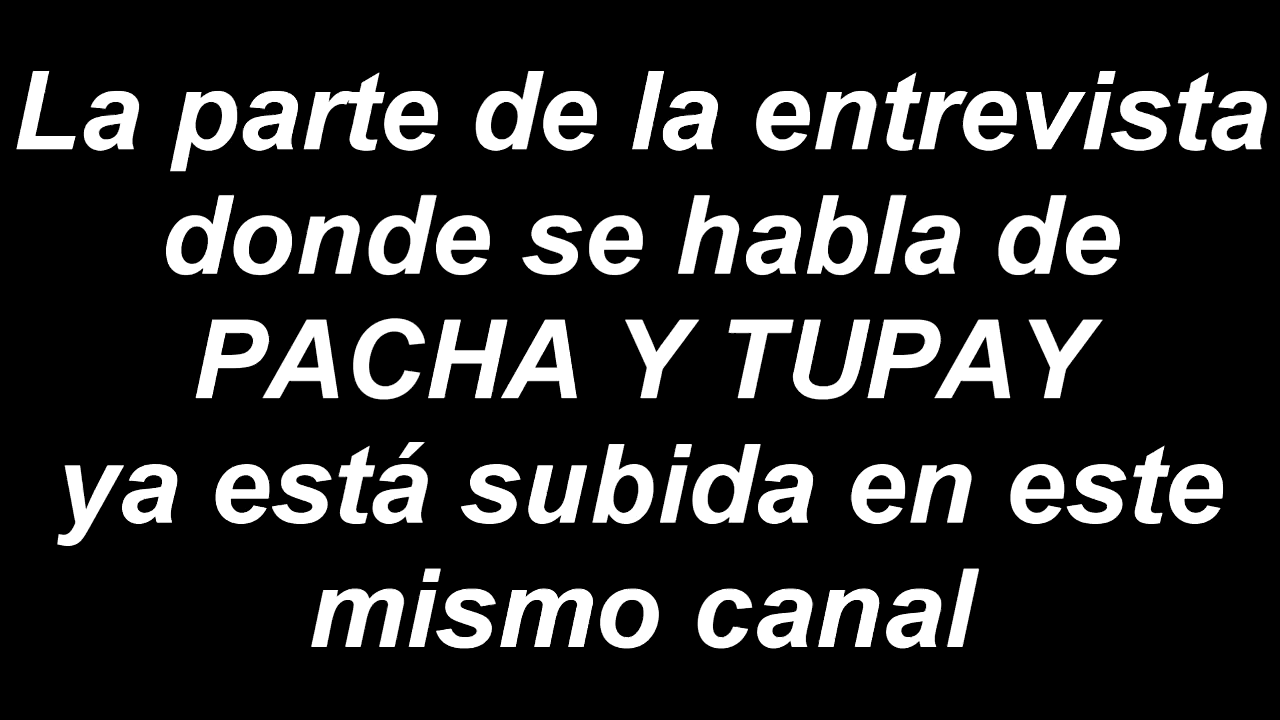 La parte de la entrevista
donde se habla de
PACHA Y TUPAY
ya está subida en este
mismo canal